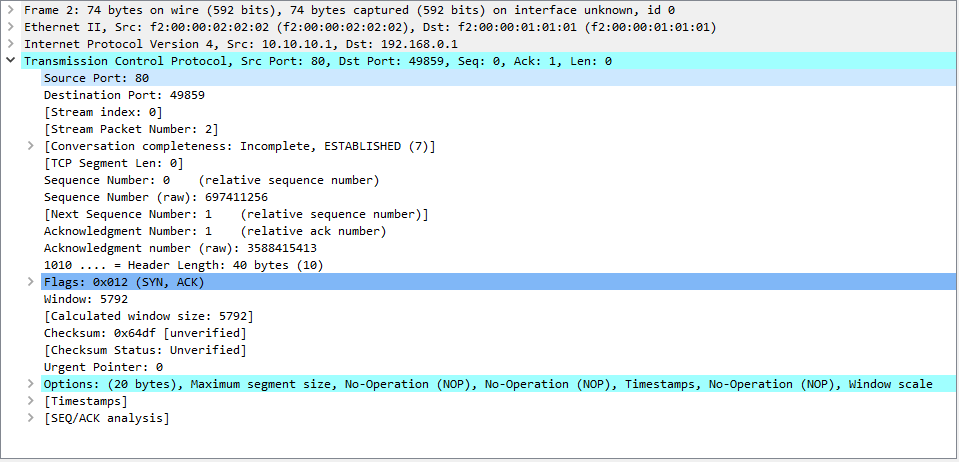 Frame 2: 74 bytes on wire (592 bits), 74 bytes captured (592 bits) on interface unknown, id 0
Ethernet II, Src: f2:00:00:02:02:02 (f2:00:00:02:02:02), Dst: f2:00:00:01:01:01 (f2:00:00:01:01:01)
Internet Protocol Version 4, Src: 10.10.10.1, Dst: 192.168.0.1
Transmission Control Protocol, Src Port: 80, Dst Port: 49859, Seq: 0, Ack: 1, Len: 0
Source Port: 80
Destination Port: 49859
[Stream index: 0]
[Stream Packet Number: 2]
[Conversation completeness: Incomplete, ESTABLISHED (7)]
[TCP Segment Len: 0]
Sequence Number: 0    (relative sequence number)
Sequence Number (raw): 697411256
[Next Sequence Number: 1    (relative sequence number)]
Acknowledgment Number: 1    (relative ack number)
Acknowledgment number (raw): 3588415413
1010 .... = Header Length: 40 bytes (10)
Flags: 0x012 (SYN, ACK)
Window: 5792
[Calculated window size: 5792]
Checksum: 0x64df [unverified]
[Checksum Status: Unverified]
Urgent Pointer: 0
Options: (20 bytes), Maximum segment size, No-Operation (NOP), No-Operation (NOP), Timestamps, No-Operation (NOP), Window scale
[Timestamps]
[SEQ/ACK analysis]